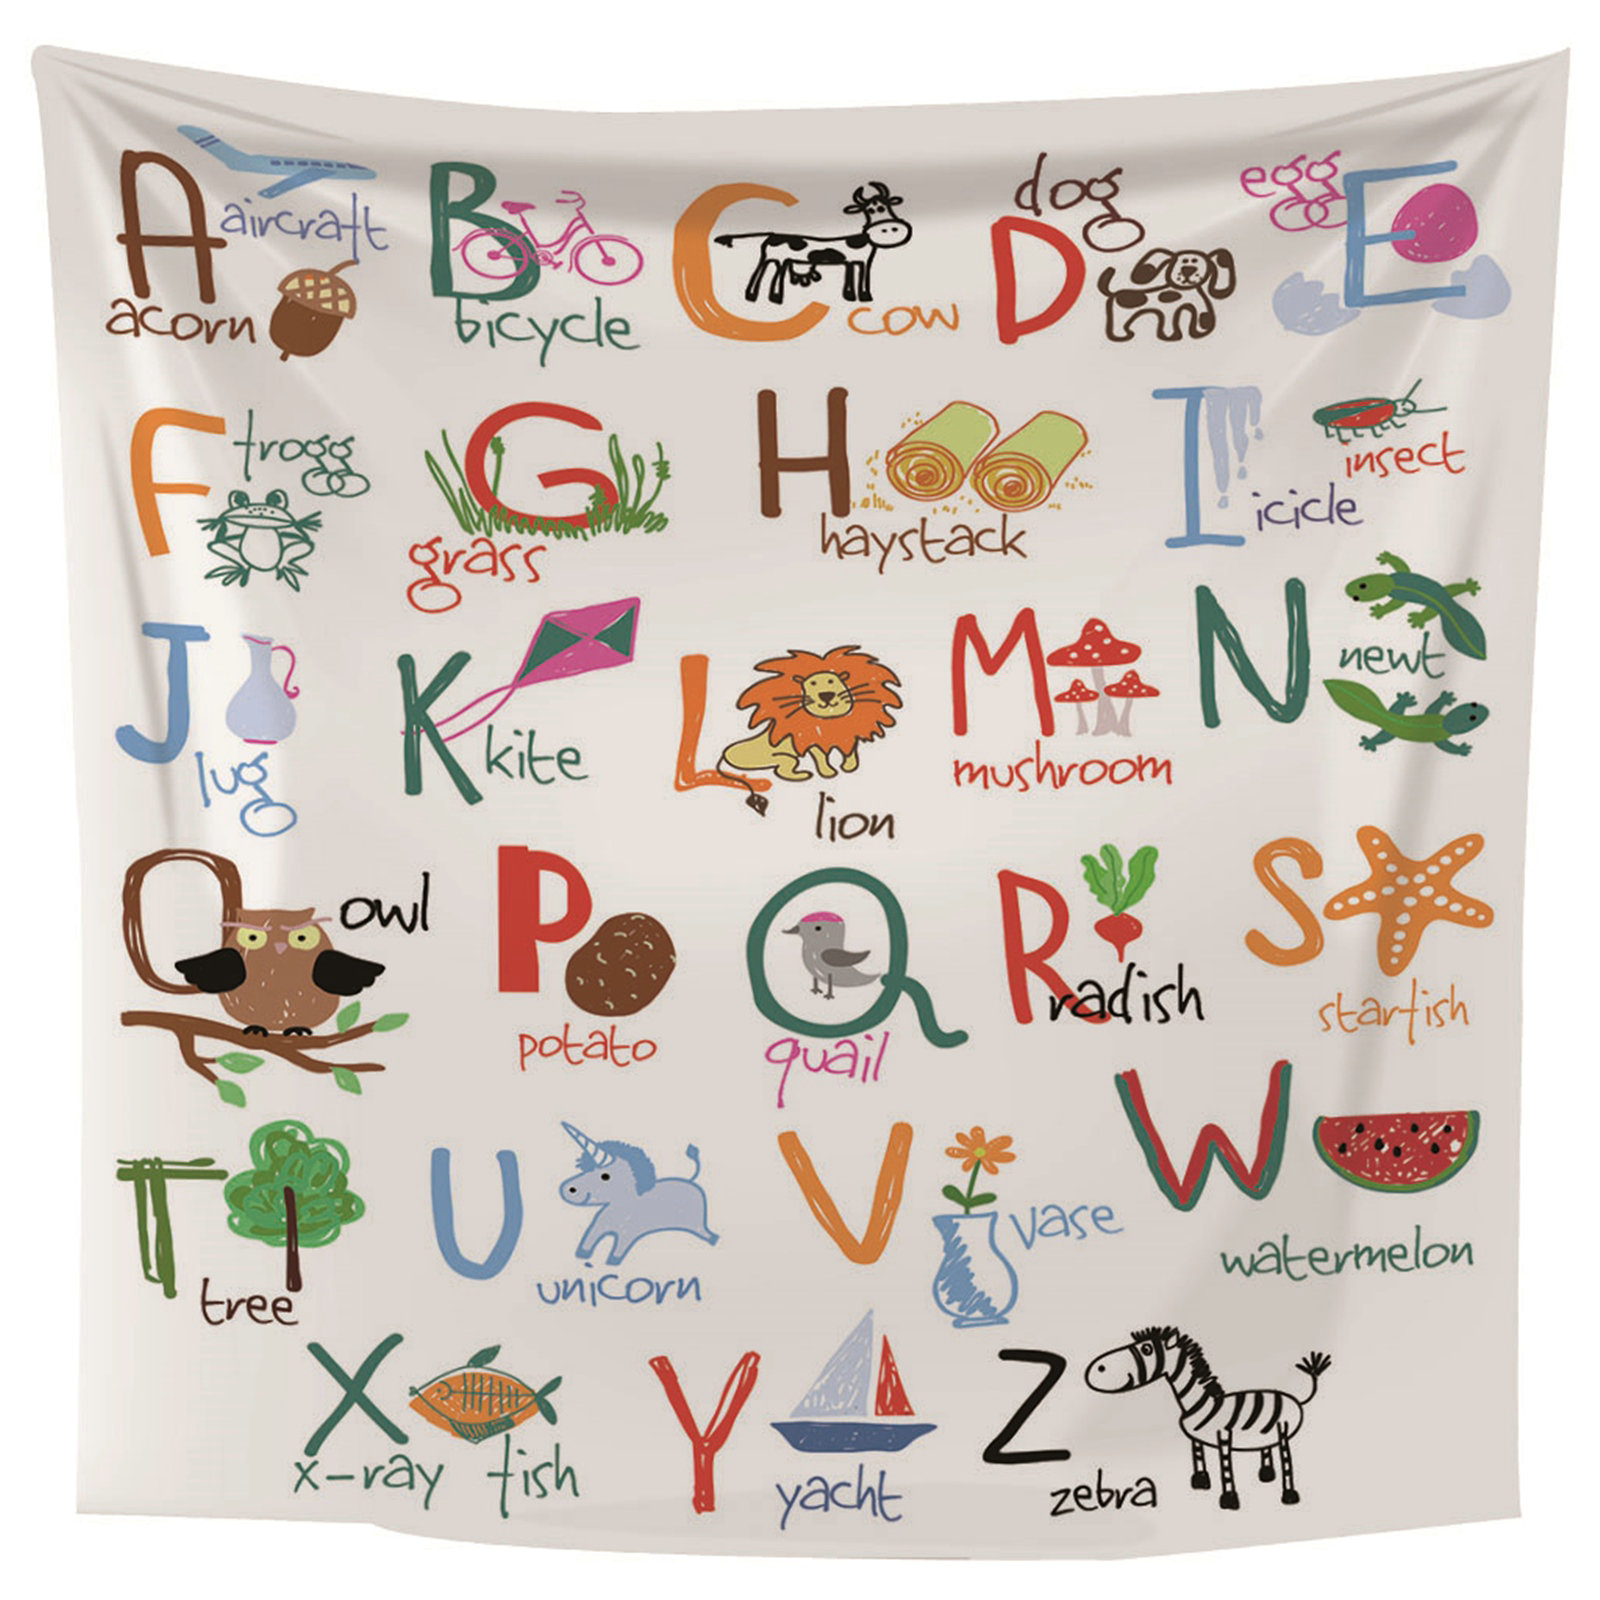 A
aircraft
acorn
B
bicycle
C
cow
dog
D
egg
E
F
frogg
G
grass
H
haystack
I
insect
icicle
J
lug
K
kite
L
lion
M
mushroom
N
newt
O
owl
P
potato
Q
quail
R
radish
S
starfish
T
tree
U
unicorn
V
vase
W
watermelon
X
x-ray fish
Y
yacht
Z
zebra